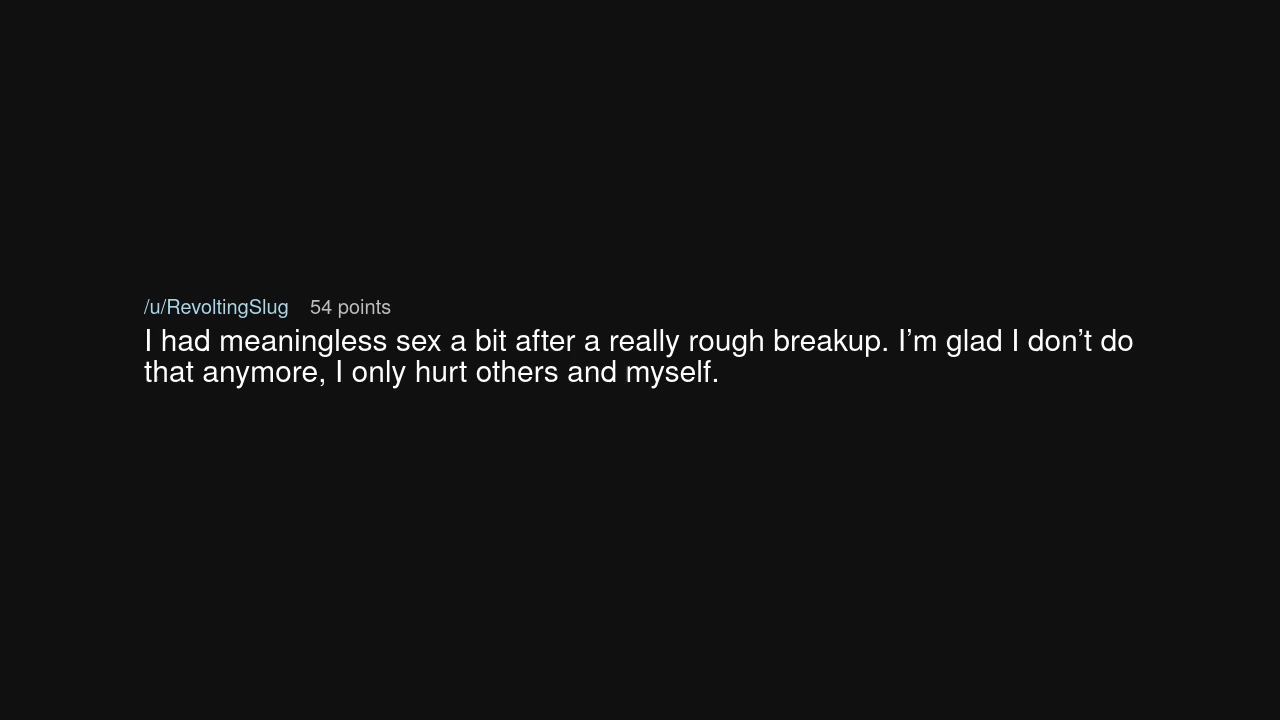 /u/RevoltingSlug 54 points
I had meaningless sex a bit after a really rough breakup. I’m glad I don’t do
that anymore, I only hurt others and myself.